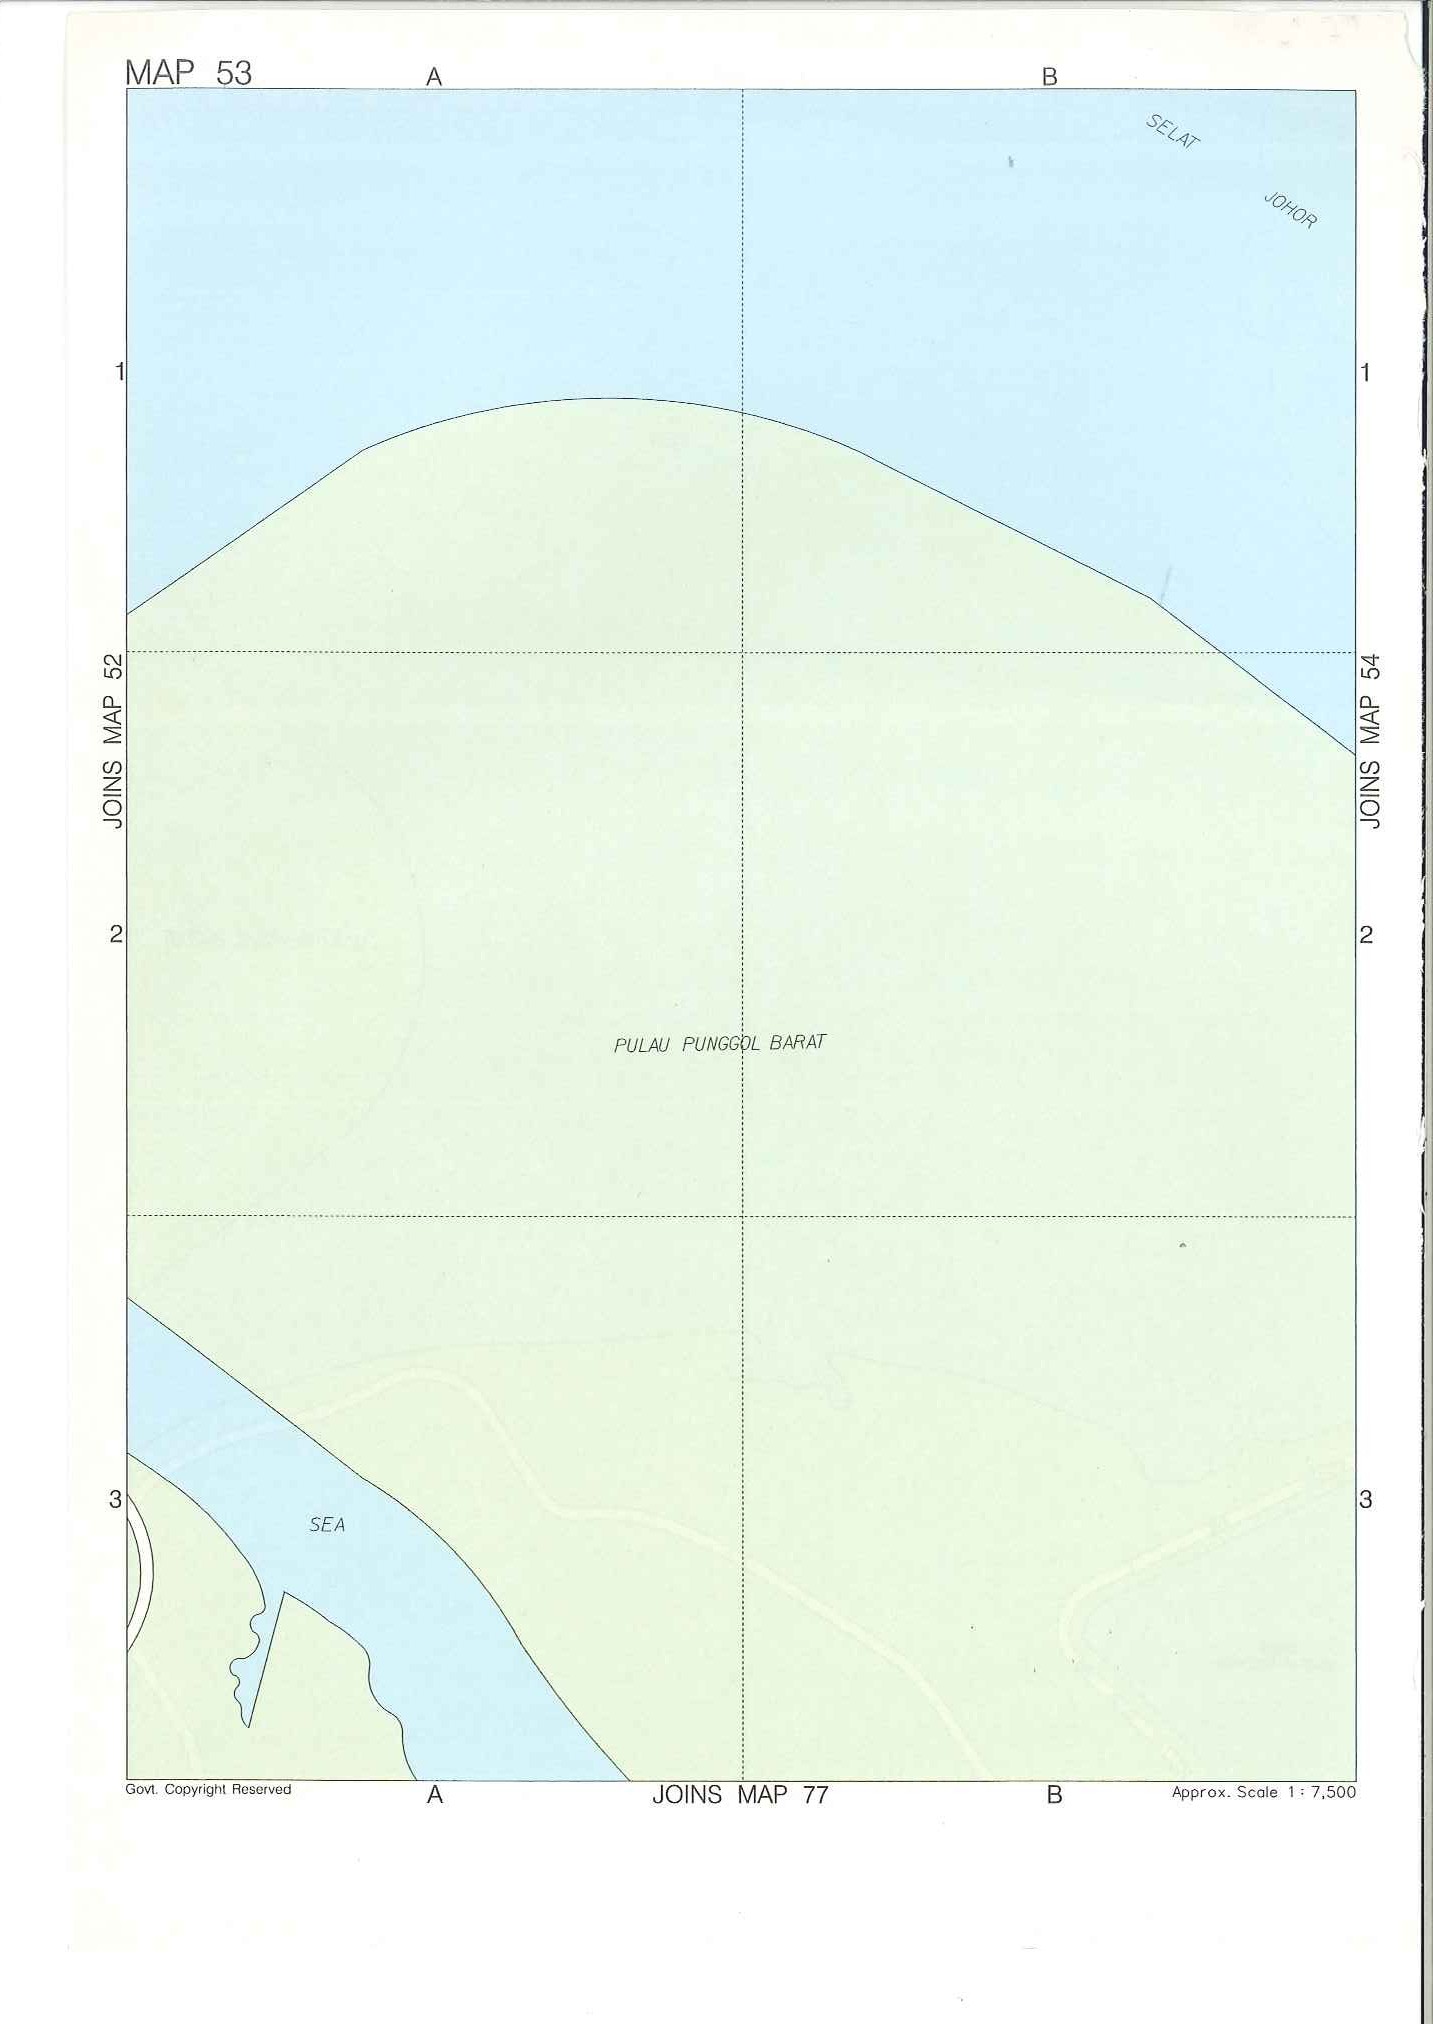 MAP 53
A
B
SELAT
JOHOR
1
1
JOINS MAP 52
JOINS MAP 54
2
2
PULAU PUNGGOL BARAT
3
3
SEA
Govt. Copyright Reserved
A
JOINS MAP 77
B
Approx. Scale 1 : 7,500